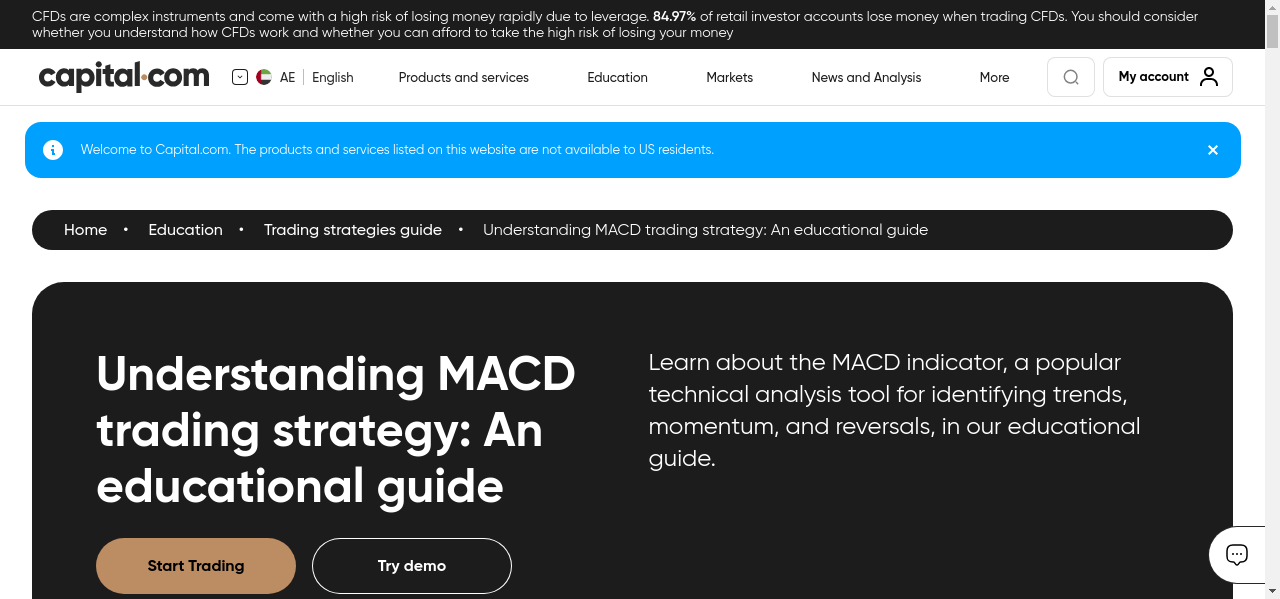 CFDs are complex instruments and come with a high risk of losing money rapidly due to leverage. 84.97% of retail investor accounts lose money when trading CFDs. You should consider
whether you understand how CFDs work and whether you can afford to take the high risk of losing your money
capital.com
AE English
Products and services
Education
Markets
News and Analysis
More
My account
Welcome to Capital.com. The products and services listed on this website are not available to US residents.
Home • Education • Trading strategies guide • Understanding MACD trading strategy: An educational guide
Understanding MACD
trading strategy: An
educational guide
Learn about the MACD indicator, a popular
technical analysis tool for identifying trends,
momentum, and reversals, in our educational
guide.
Start Trading
Try demo